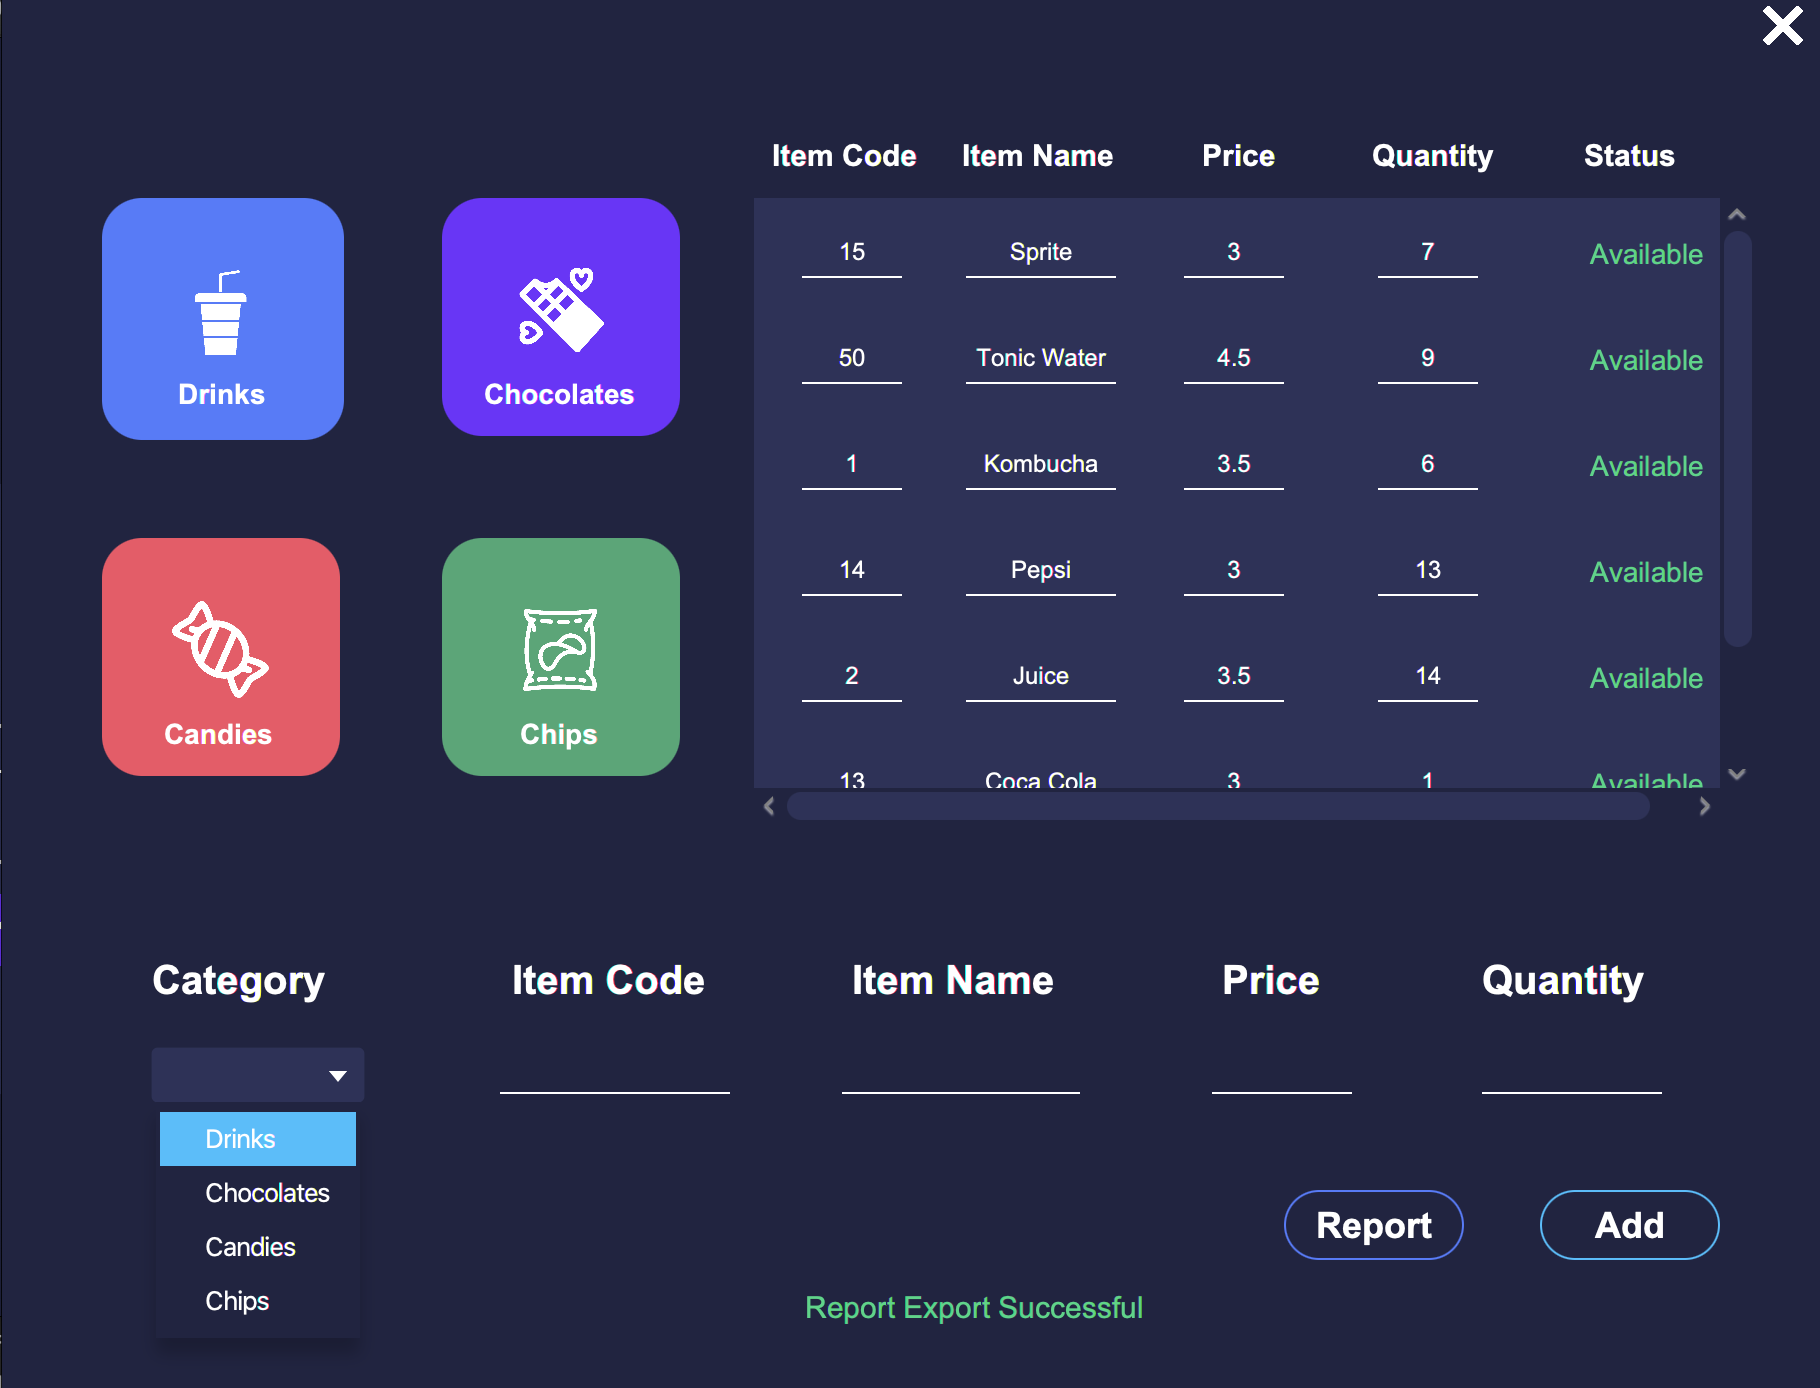 Item Code Item Name Price Quantity Status
Drinks
Chocolates
Candies
Chips
15 Sprite 3 7 Available
50 Tonic Water 4.5 9 Available
1 Kombucha 3.5 6 Available
14 Pepsi 3 13 Available
2 Juice 3.5 14 Available
13 Coca Cola 3 1 Available
Category Item Code Item Name Price Quantity
Drinks
Chocolates
Candies
Chips
Report Add
Report Export Successful